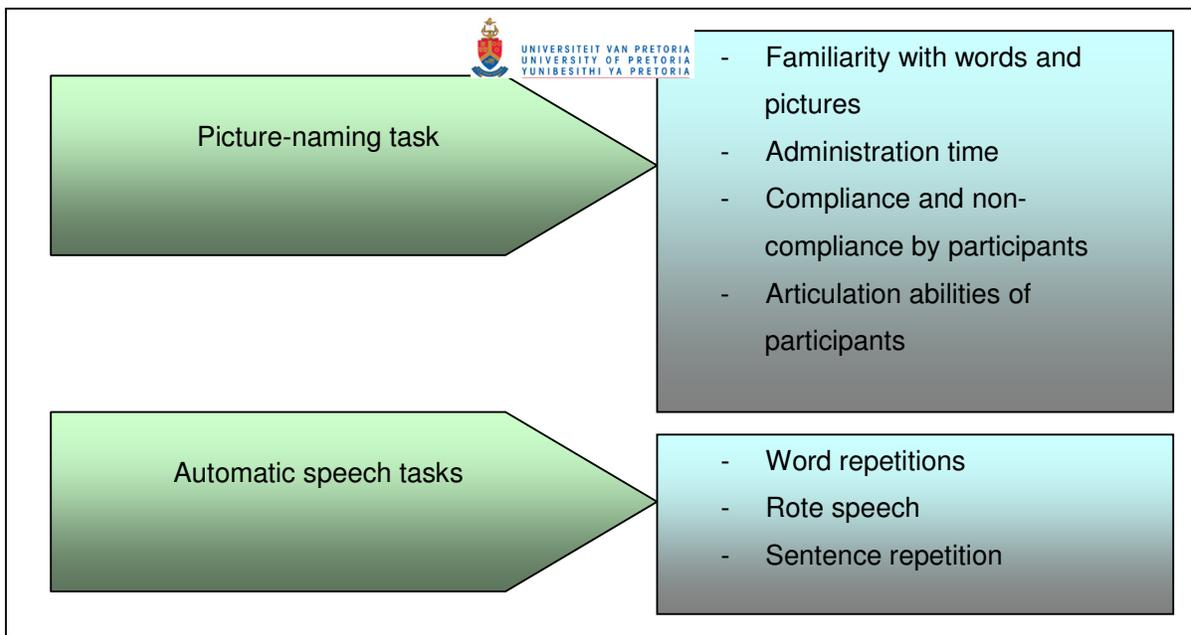 UNIVERSITEIT VAN PRETORIA
UNIVERSITY OF PRETORIA
YUNIBESITHI YA PRETORIA
Picture-naming task
- Familiarity with words and
pictures
- Administration time
- Compliance and non-
compliance by participants
- Articulation abilities of
participants
Automatic speech tasks
- Word repetitions
- Rote speech
- Sentence repetition